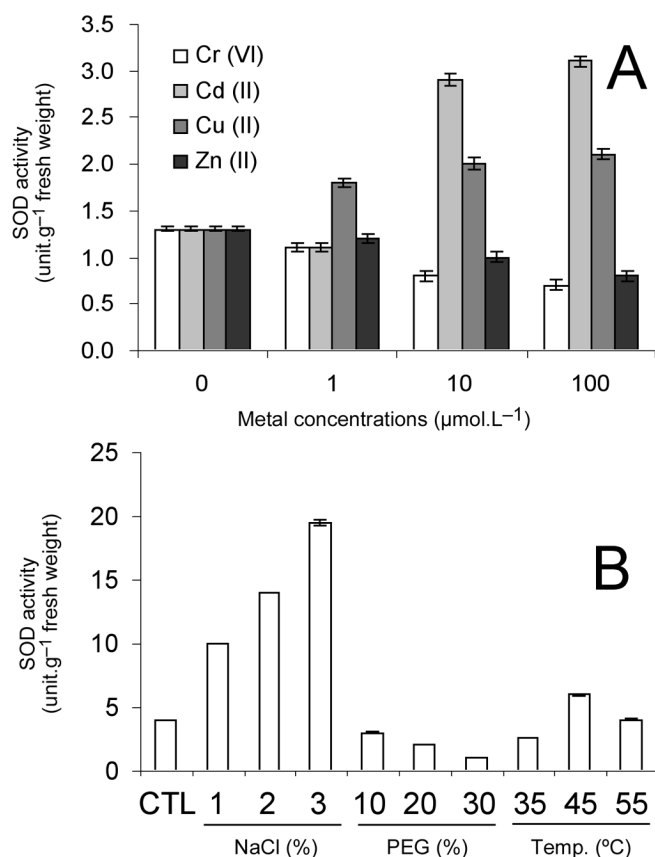 A
Cr (VI)
Cd (II)
Cu (II)
Zn (II)
SOD activity
(unit.g⁻¹ fresh weight)
3.5
3.0
2.5
2.0
1.5
1.0
0.5
0.0
0 1 10 100
Metal concentrations (µmol.L⁻¹)
B
SOD activity
(unit.g⁻¹ fresh weight)
25
20
15
10
5
0
CTL 1 2 3 10 20 30 35 45 55
NaCl (%) PEG (%) Temp. (ºC)